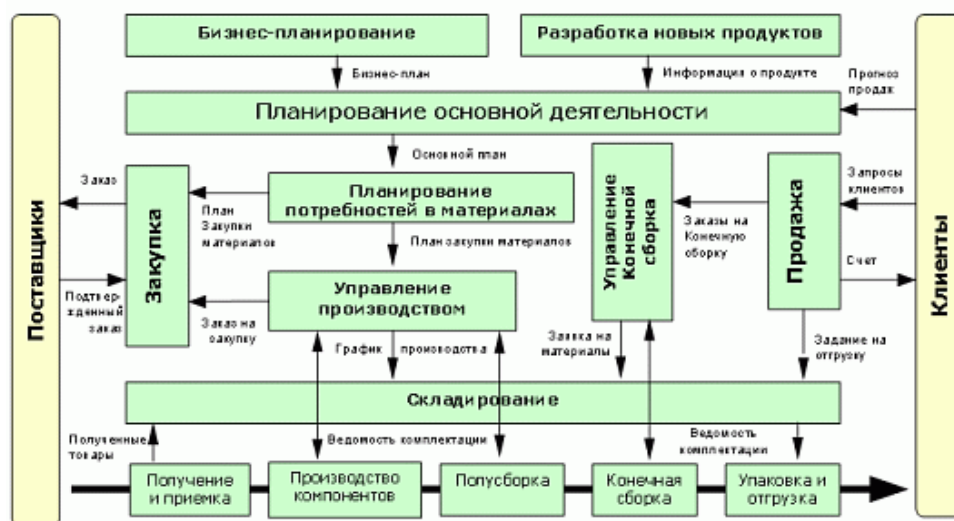 Бизнес-планирование
Разработка новых продуктов
Бизнес-план
Информация о продукте
Прогноз
продаж
Планирование основной деятельности
Основной план
Поставщики
Заказ
Подтвер-
жденный
заказ
Закупка
План
Закупки
материалов
Планирование
потребностей в материалах
План закупки материалов
Заказ на
закупку
Управление
производством
График производства
Управление
Конечной
сборка
Заказы на
Конечную
сборку
Продажа
Запросы
клиентов
Счет
Клиенты
Заявка на
материалы
Задание на
отгрузку
Складирование
Полученные
товары
Ведомость комплектации
Ведомость
комплектации
Получение
и приемка
Производство
компонентов
Полусборка
Конечная
сборка
Упаковка и
отгрузка